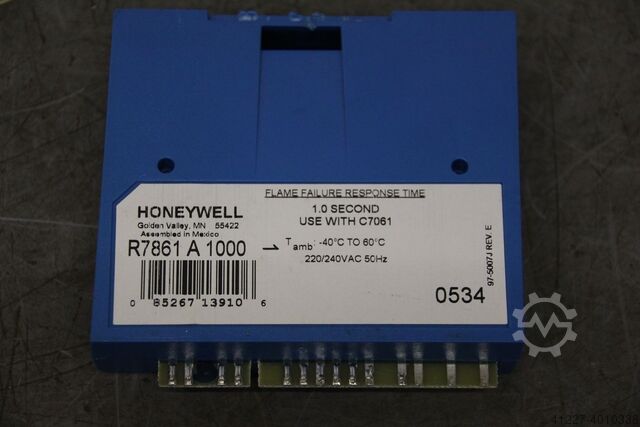 FLAME FAILURE RESPONSE TIME
1.0 SECOND
USE WITH C7061
HONEYWELL
Golden Valley, MN 55422
Assembled in Mexico
R7861 A 1000
Tamb: -40°C TO 60°C
220/240VAC 50Hz
0 85267 13910 6
0534
97-5007J REV. E
41327-4010338